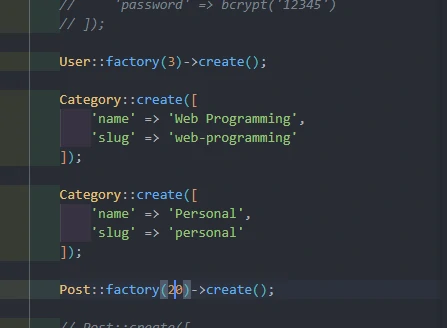 //     'password' => bcrypt('12345')
// ]);
User::factory(3)->create();
Category::create([
'name' => 'Web Programming',
'slug' => 'web-programming'
]);
Category::create([
'name' => 'Personal',
'slug' => 'personal'
]);
Post::factory(20)->create();
// Post::create([